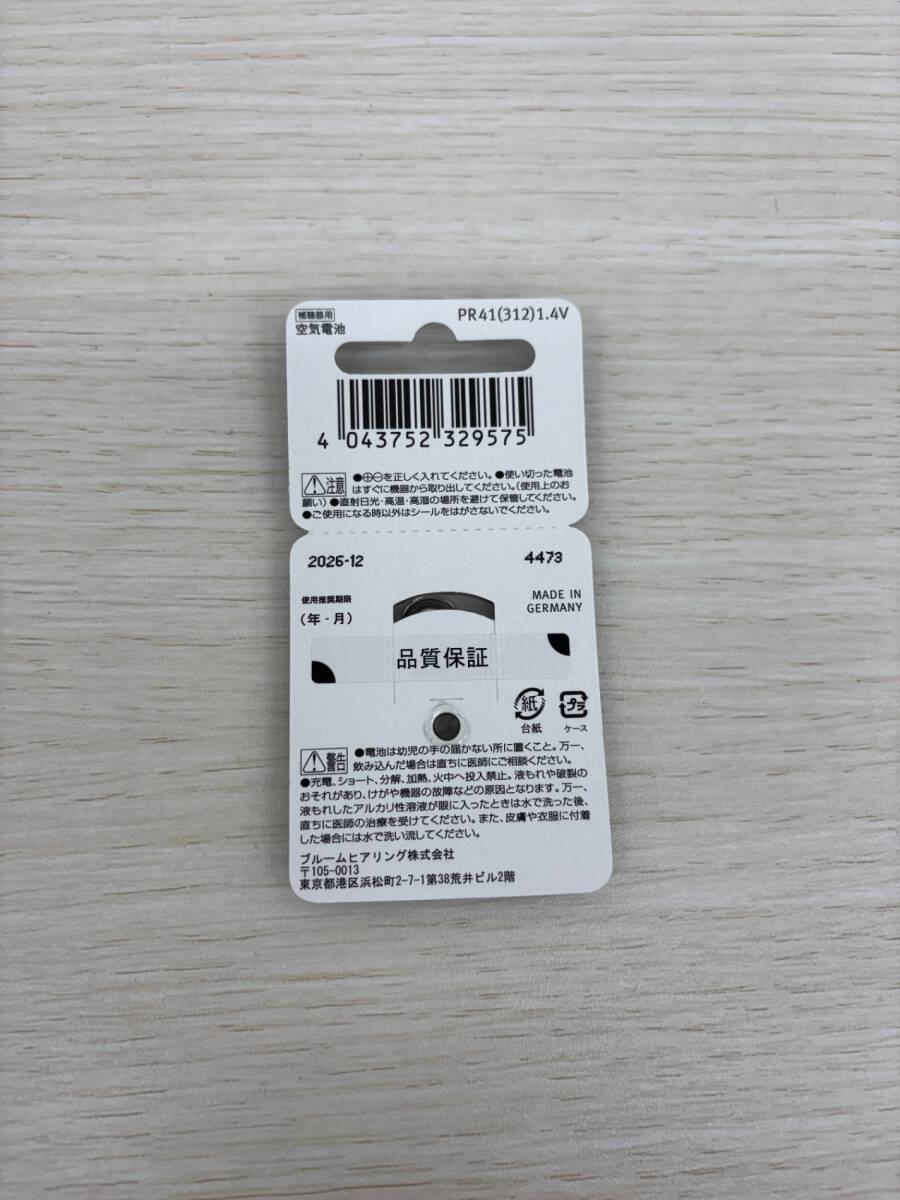 補聴器用
空気電池
PR41(312)1.4V
4 043752 329575
注意 ●⊕⊖を正しく入れてください。●使い切った電池
はすぐに機器から取り出してください。(使用上のお
願い)●直射日光・高温・高湿の場所を避けて保管してください。
●ご使用になる時以外はシールをはがさないでください。
2026-12
4473
使用推奨期限
(年-月)
MADE IN
GERMANY
品質保証
紙
台紙
プラ
ケース
警告 ●電池は幼児の手の届かない所に置くこと。万一、
飲み込んだ場合は直ちに医師にご相談ください。
●充電、ショート、分解、加熱、火中へ投入禁止。液もれや破裂の
おそれがあり、けがや機器の故障などの原因となります。万一、
液もれしたアルカリ性溶液が眼に入ったときは水で洗った後、
直ちに医師の治療を受けてください。また、皮膚や衣服に付着
した場合には水で洗い流してください。
ブルームヒアリング株式会社
〒105-0013
東京都港区浜松町2-7-1第38荒井ビル2階